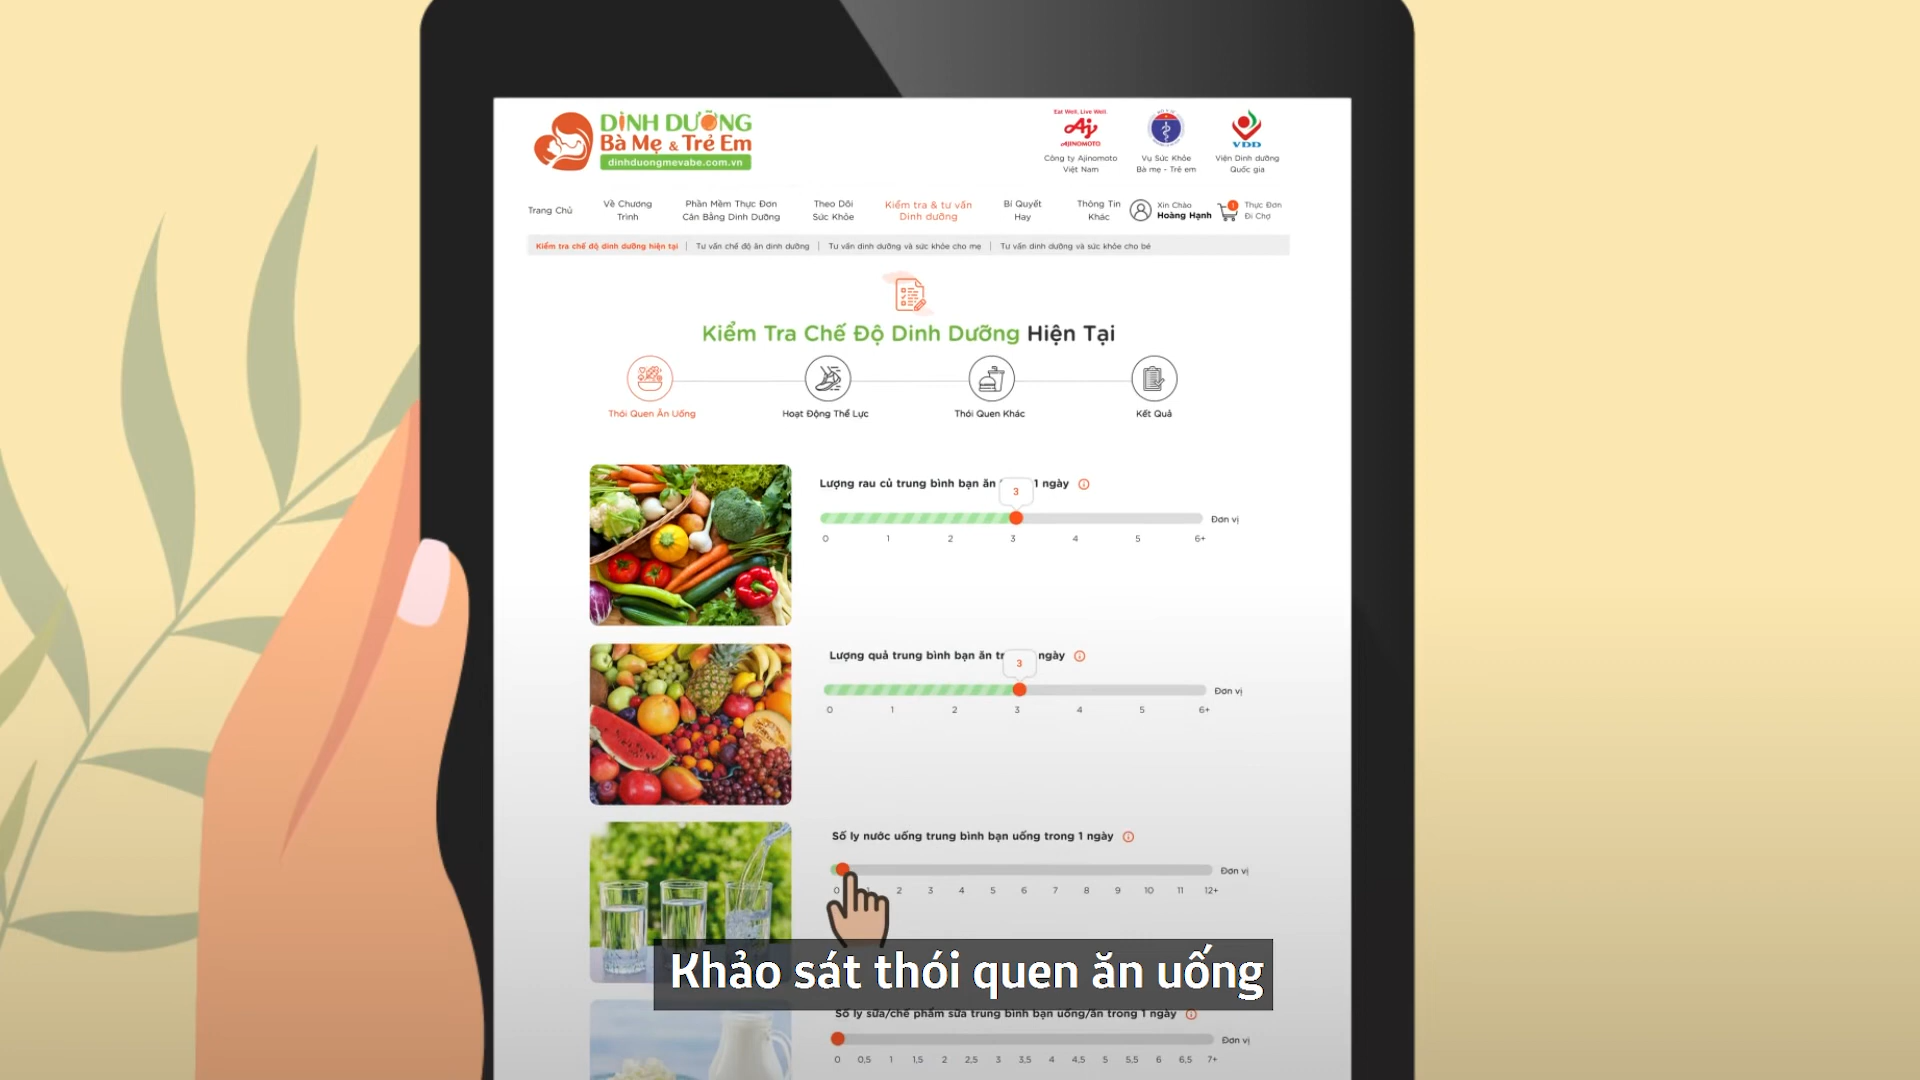 DINH DƯỠNG
Bà Mẹ & Trẻ Em
dinhduongmevabe.com.vn
Eat Well, Live Well.
AJINOMOTO
Công ty Ajinomoto
Việt Nam
Vụ Sức Khỏe
Bà mẹ - Trẻ em
VDD
Viện Dinh dưỡng
Quốc gia
Trang Chủ
Về Chương
Trình
Phần Mềm Thực Đơn
Cân Bằng Dinh Dưỡng
Theo Dõi
Sức Khỏe
Kiểm tra & tư vấn
Dinh dưỡng
Bí Quyết
Hay
Thông Tin
Khác
Xin Chào
Hoàng Hạnh
1
Thực Đơn
Đi Chợ
Kiểm tra chế độ dinh dưỡng hiện tại | Tư vấn chế độ ăn dinh dưỡng | Tư vấn dinh dưỡng và sức khỏe cho mẹ | Tư vấn dinh dưỡng và sức khỏe cho bé
Kiểm Tra Chế Độ Dinh Dưỡng Hiện Tại
Thói Quen Ăn Uống
Hoạt Động Thể Lực
Thói Quen Khác
Kết Quả
Lượng rau củ trung bình bạn ăn 1 ngày
3
Đơn vị
0 1 2 3 4 5 6+
Lượng quả trung bình bạn ăn ngày
3
Đơn vị
0 1 2 3 4 5 6+
Số ly nước uống trung bình bạn uống trong 1 ngày
Đơn vị
0 1 2 3 4 5 6 7 8 9 10 11 12+
Khảo sát thói quen ăn uống
Số ly sữa/chế phẩm sữa trung bình bạn uống/ăn trong 1 ngày
Đơn vị
0 0,5 1 1,5 2 2,5 3 3,5 4 4,5 5 5,5 6 6,5 7+